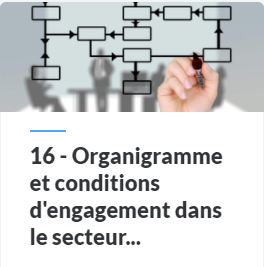 16 - Organigramme
et conditions
d'engagement dans
le secteur...